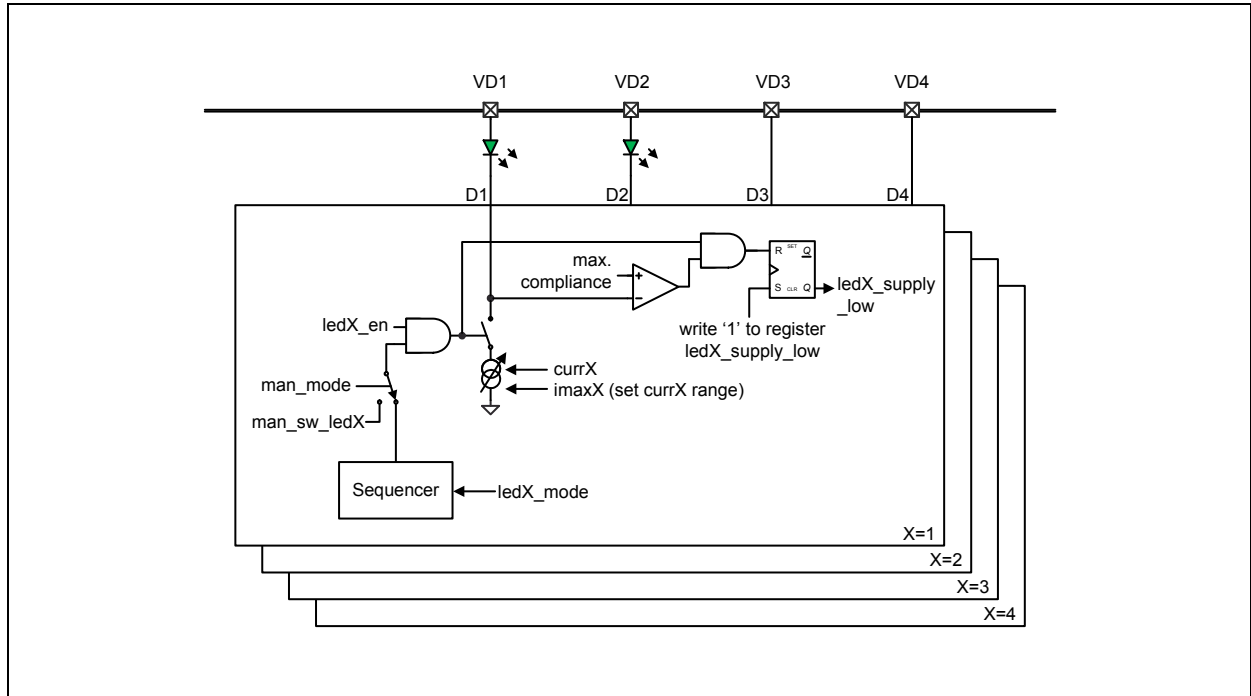 VD1 VD2 VD3 VD4
D1 D2 D3 D4
max.
compliance
+
-
R SET Q
S CLR Q
ledX_supply
_low
write '1' to register
ledX_supply_low
ledX_en
currX
imaxX (set currX range)
man_mode
man_sw_ledX
Sequencer
ledX_mode
X=1
X=2
X=3
X=4